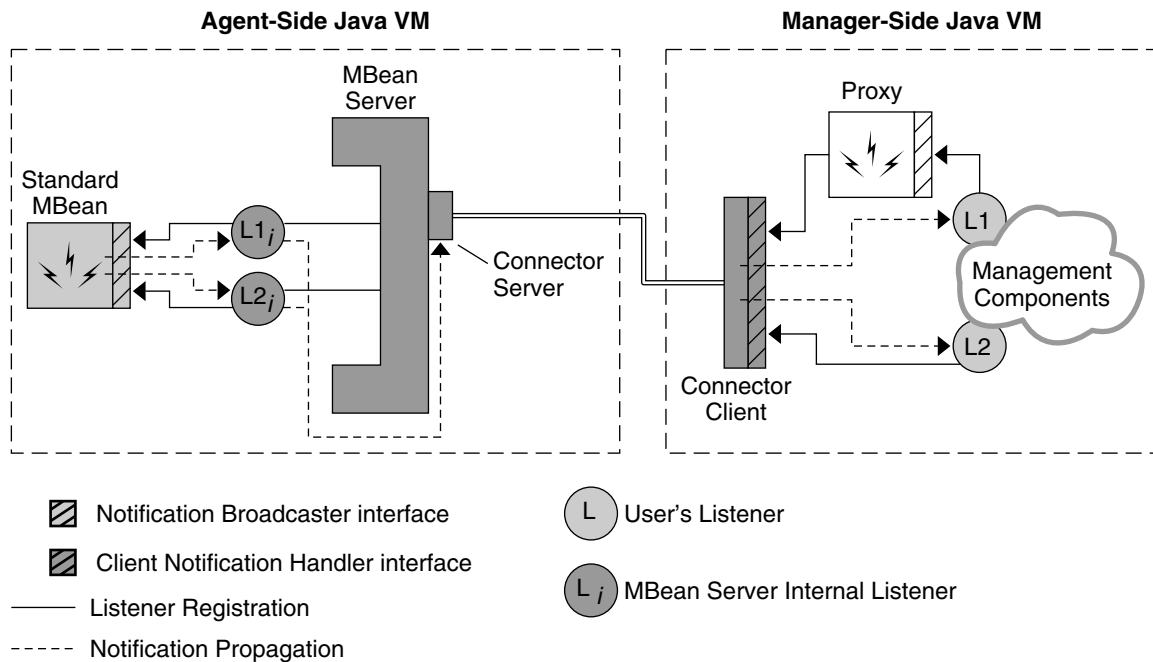 Agent-Side Java VM
Manager-Side Java VM
MBean
Server
Proxy
Standard
MBean
L1i
L2i
Connector
Server
L1
Management
Components
L2
Connector
Client
Notification Broadcaster interface
Client Notification Handler interface
Listener Registration
Notification Propagation
L
User's Listener
Li
MBean Server Internal Listener